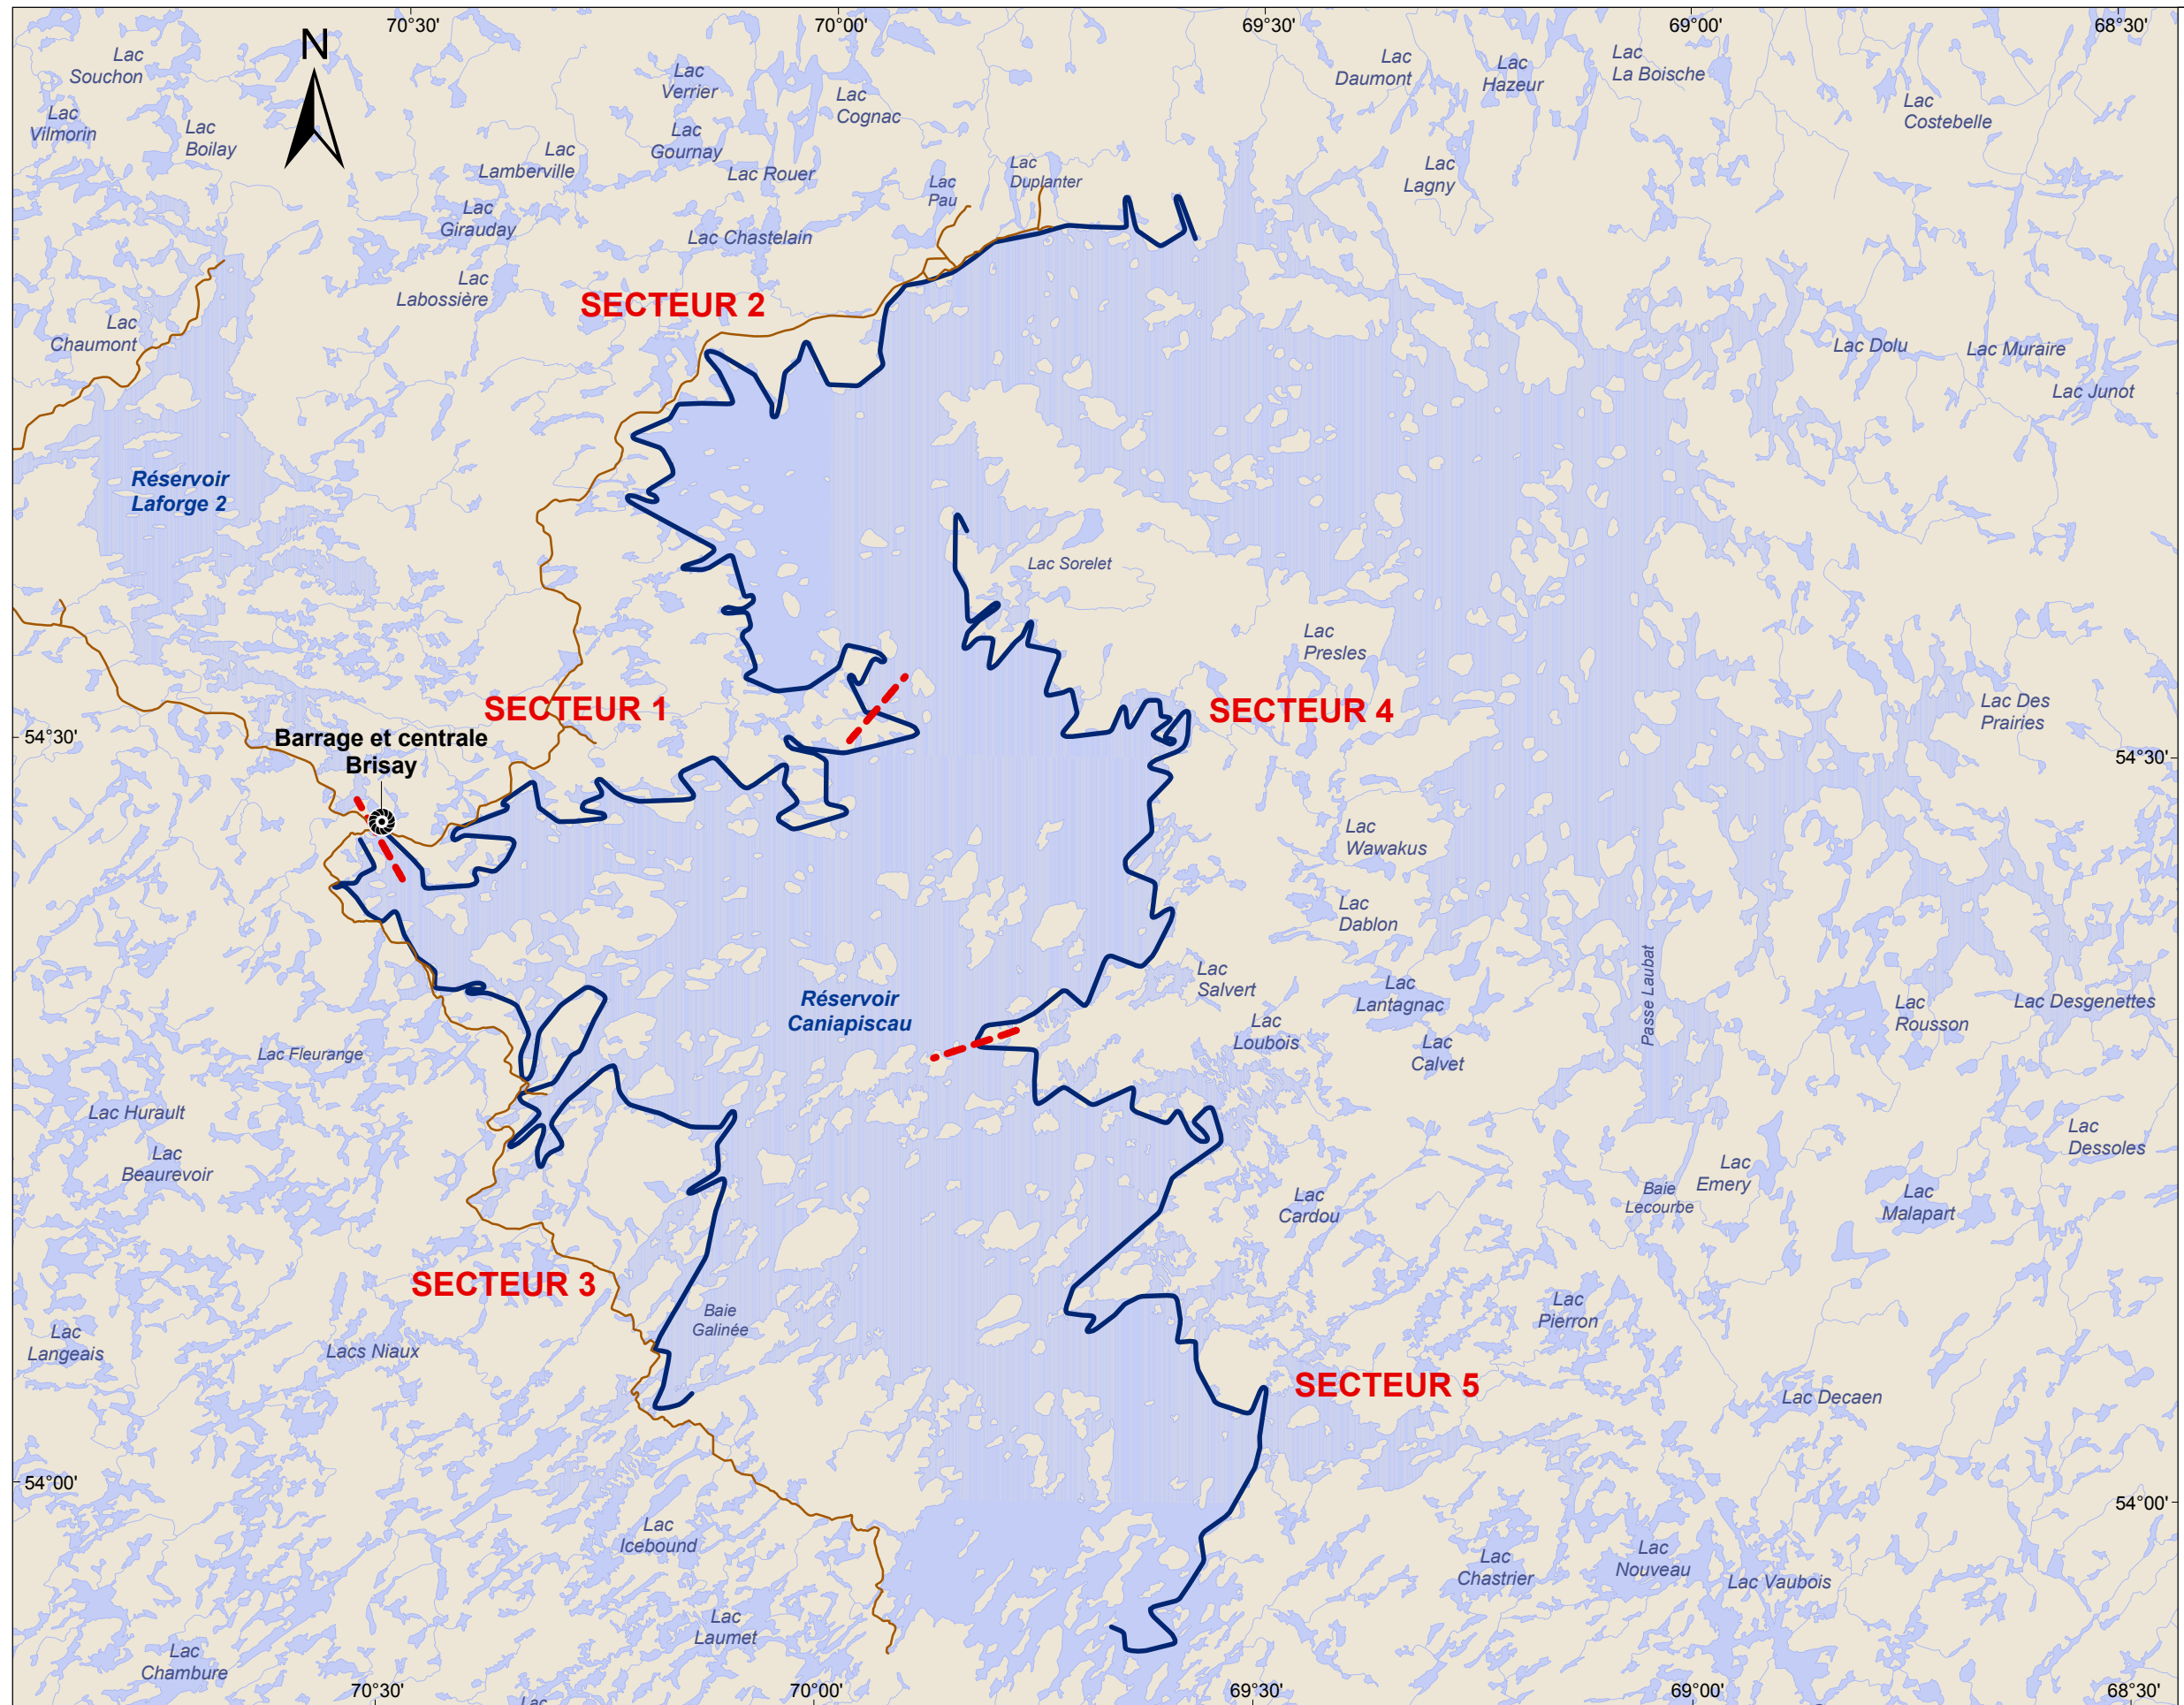 70°30'
70°00'
69°30'
69°00'
68°30'
N
Lac
Souchon
Lac
Vilmorin
Lac
Boilay
Lac
Verrier
Lac
Cognac
Lac
Gournay
Lac
Lamberville
Lac Rouer
Lac
Pau
Lac
Duplanter
Lac
Daumont
Lac
Hazeur
Lac
La Boische
Lac
Costebelle
Lac
Lagny
Lac
Girauday
Lac Chastelain
Lac
Labossière
SECTEUR 2
Lac
Chaumont
Lac Dolu
Lac Muraire
Lac Junot
Réservoir
Laforge 2
Lac Sorelet
Lac
Presles
SECTEUR 1
SECTEUR 4
Lac Des
Prairies
54°30'
54°30'
Barrage et centrale
Brisay
Lac
Wawakus
Lac
Dablon
Lac
Salvert
Lac
Lantagnac
Passe Laubat
Lac
Rousson
Lac Desgenettes
Réservoir
Caniapiscau
Lac
Loubois
Lac
Calvet
Lac Fleurange
Lac Hurault
Lac
Beaurevoir
Lac
Dessoles
Lac
Emery
Baie
Lecourbe
Lac
Malapart
Lac
Cardou
SECTEUR 3
Baie
Galinée
Lac
Pierron
Lac
Langeais
Lacs Niaux
SECTEUR 5
Lac Decaen
54°00'
54°00'
Lac
Icebound
Lac
Chastrier
Lac
Nouveau
Lac Vaubois
Lac
Laumet
Lac
Chambure
Lac
70°30'
70°00'
69°30'
69°00'
68°30'